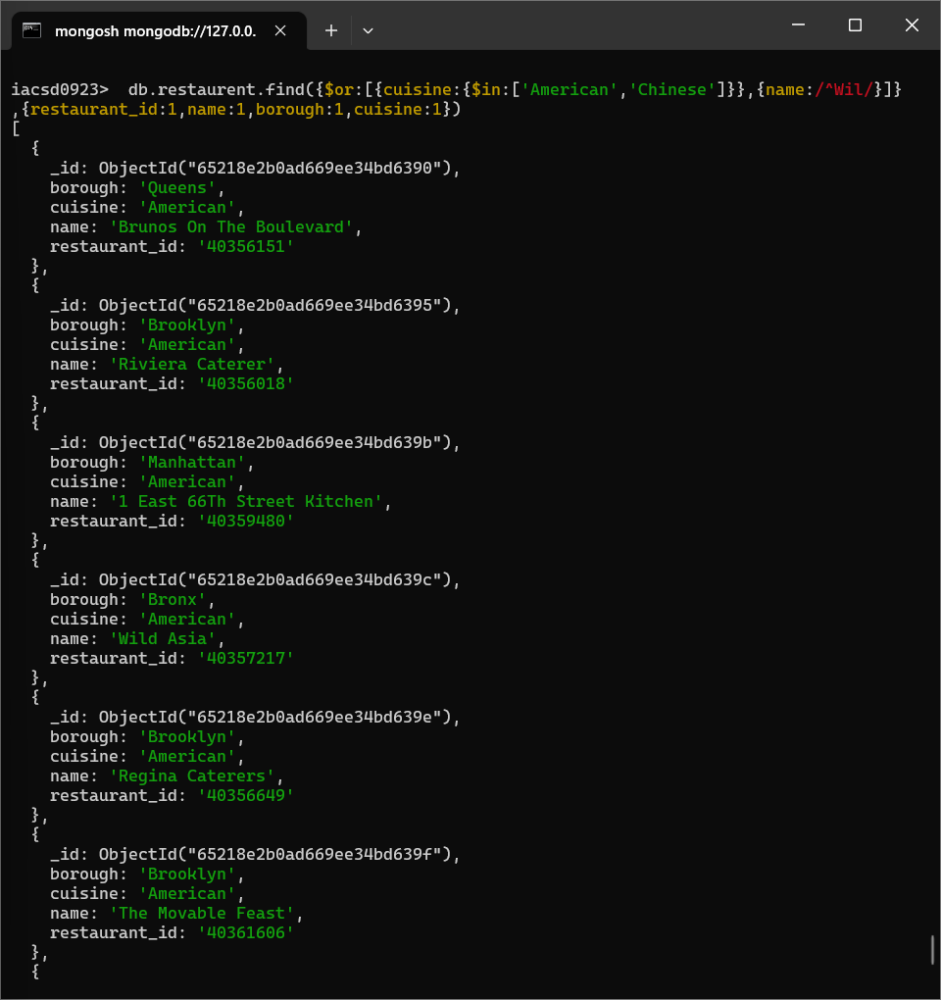 mongosh mongodb://127.0.0.
iacsd0923>  db.restaurent.find({$or:[{cuisine:{$in:['American','Chinese']}},{name:/^Wil/}]}
,{restaurant_id:1,name:1,borough:1,cuisine:1})
[
  {
    _id: ObjectId("65218e2b0ad669ee34bd6390"),
    borough: 'Queens',
    cuisine: 'American',
    name: 'Brunos On The Boulevard',
    restaurant_id: '40356151'
  },
  {
    _id: ObjectId("65218e2b0ad669ee34bd6395"),
    borough: 'Brooklyn',
    cuisine: 'American',
    name: 'Riviera Caterer',
    restaurant_id: '40356018'
  },
  {
    _id: ObjectId("65218e2b0ad669ee34bd639b"),
    borough: 'Manhattan',
    cuisine: 'American',
    name: '1 East 66Th Street Kitchen',
    restaurant_id: '40359480'
  },
  {
    _id: ObjectId("65218e2b0ad669ee34bd639c"),
    borough: 'Bronx',
    cuisine: 'American',
    name: 'Wild Asia',
    restaurant_id: '40357217'
  },
  {
    _id: ObjectId("65218e2b0ad669ee34bd639e"),
    borough: 'Brooklyn',
    cuisine: 'American',
    name: 'Regina Caterers',
    restaurant_id: '40356649'
  },
  {
    _id: ObjectId("65218e2b0ad669ee34bd639f"),
    borough: 'Brooklyn',
    cuisine: 'American',
    name: 'The Movable Feast',
    restaurant_id: '40361606'
  },
  {